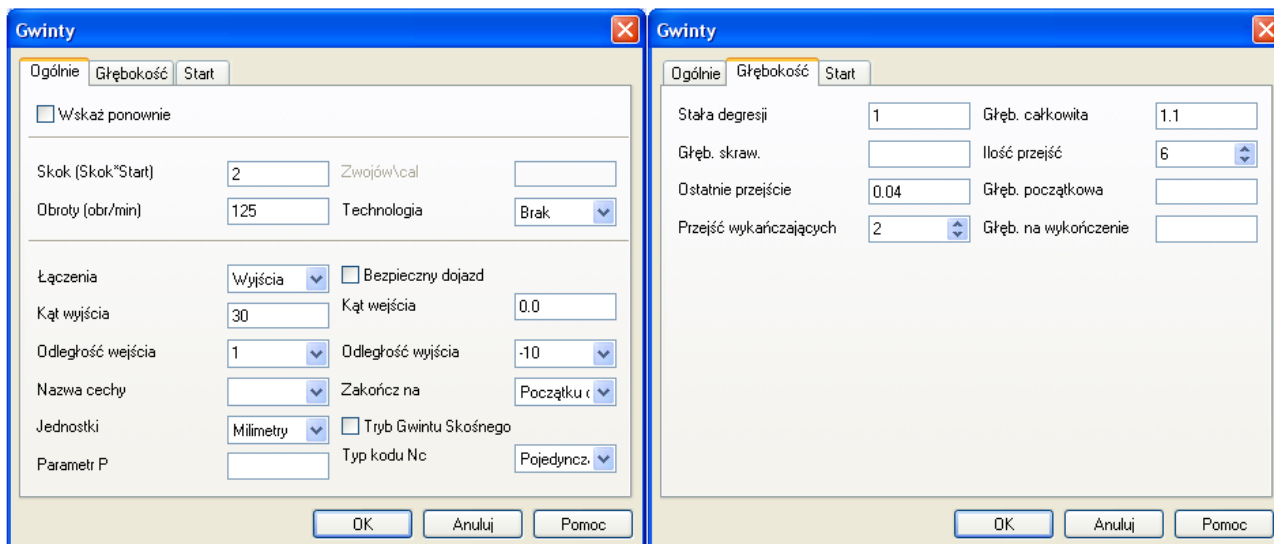 Gwinty
Ogólnie Głębokość Start
Wskaż ponownie
Skok (Skok*Start) 2 Zwojów\cal
Obroty (obr/min) 125 Technologia Brak
Łączenia Wyjścia Bezpieczny dojazd
Kąt wyjścia 30 Kąt wejścia 0.0
Odległość wejścia 1 Odległość wyjścia -10
Nazwa cechy Zakończ na Początku
Jednostki Milimetry Tryb Gwintu Skośnego
Parametr P Typ kodu Nc Pojedyncz
OK Anuluj Pomoc
Gwinty
Ogólnie Głębokość Start
Stała degresji 1 Głęb. całkowita 1.1
Głęb. skraw. Ilość przejść 6
Ostatnie przejście 0.04 Głęb. początkowa
Przejść wykańczających 2 Głęb. na wykończenie
OK Anuluj Pomoc